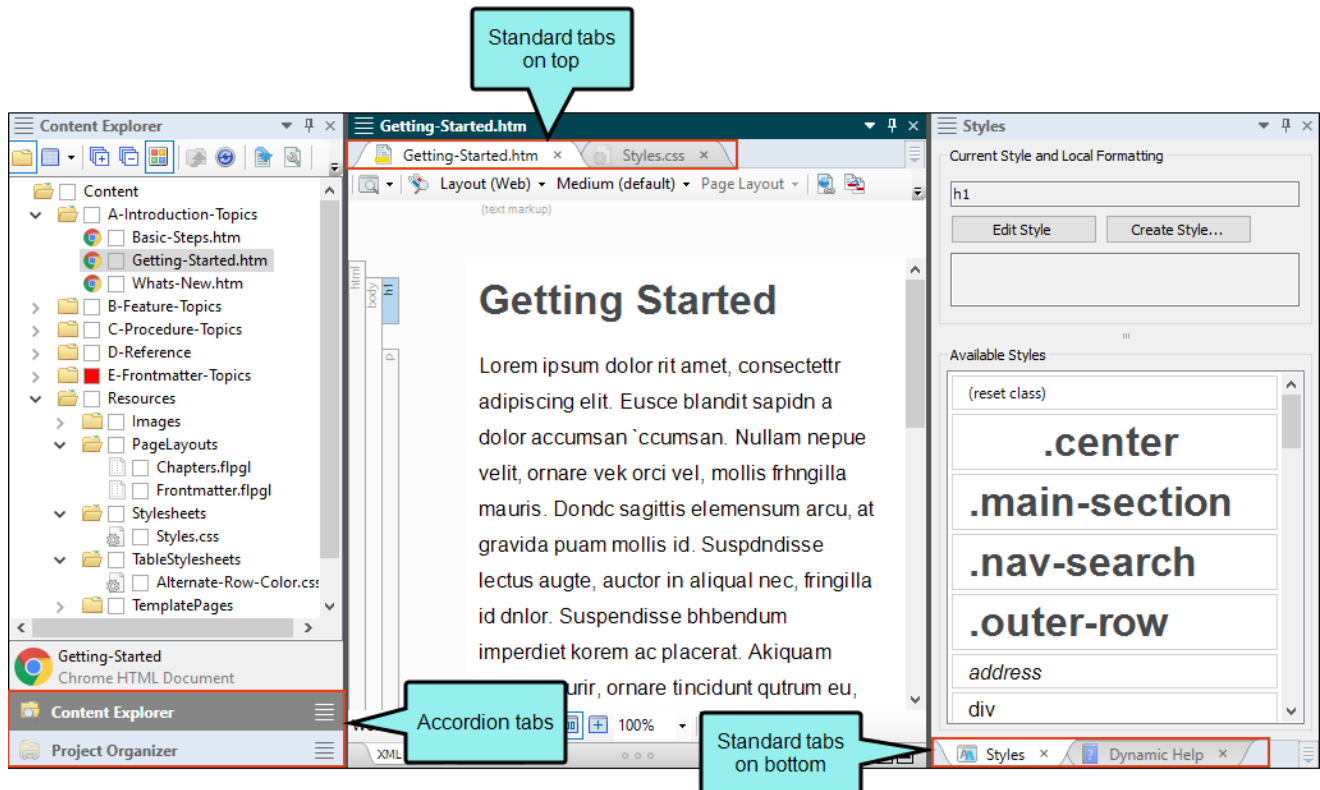 Standard tabs
on top
Content Explorer
Content
A-Introduction-Topics
Basic-Steps.htm
Getting-Started.htm
Whats-New.htm
B-Feature-Topics
C-Procedure-Topics
D-Reference
E-Frontmatter-Topics
Resources
Images
PageLayouts
Chapters.flpgl
Frontmatter.flpgl
Stylesheets
Styles.css
TableStylesheets
Alternate-Row-Color.css
TemplatePages
Getting-Started
Chrome HTML Document
Content Explorer
Project Organizer
Accordion tabs
Getting-Started.htm
Getting-Started.htm Styles.css
Layout (Web) Medium (default) Page Layout
(text markup)
html
body
h1
p
Getting Started
Lorem ipsum dolor rit amet, consectettr
adipiscing elit. Eusce blandit sapidn a
dolor accumsan `ccumsan. Nullam nepue
velit, ornare vek orci vel, mollis frhngilla
mauris. Dondc sagittis elemensum arcu, at
gravida puam mollis id. Suspdndisse
lectus augte, auctor in aliqual nec, fringilla
id dnlor. Suspendisse bhbendum
imperdiet korem ac placerat. Akiquam
urir, ornare tincidunt qutrum eu,
100%
XML
Standard tabs
on bottom
Styles
Current Style and Local Formatting
h1
Edit Style Create Style...
Available Styles
(reset class)
.center
.main-section
.nav-search
.outer-row
address
div
Styles Dynamic Help